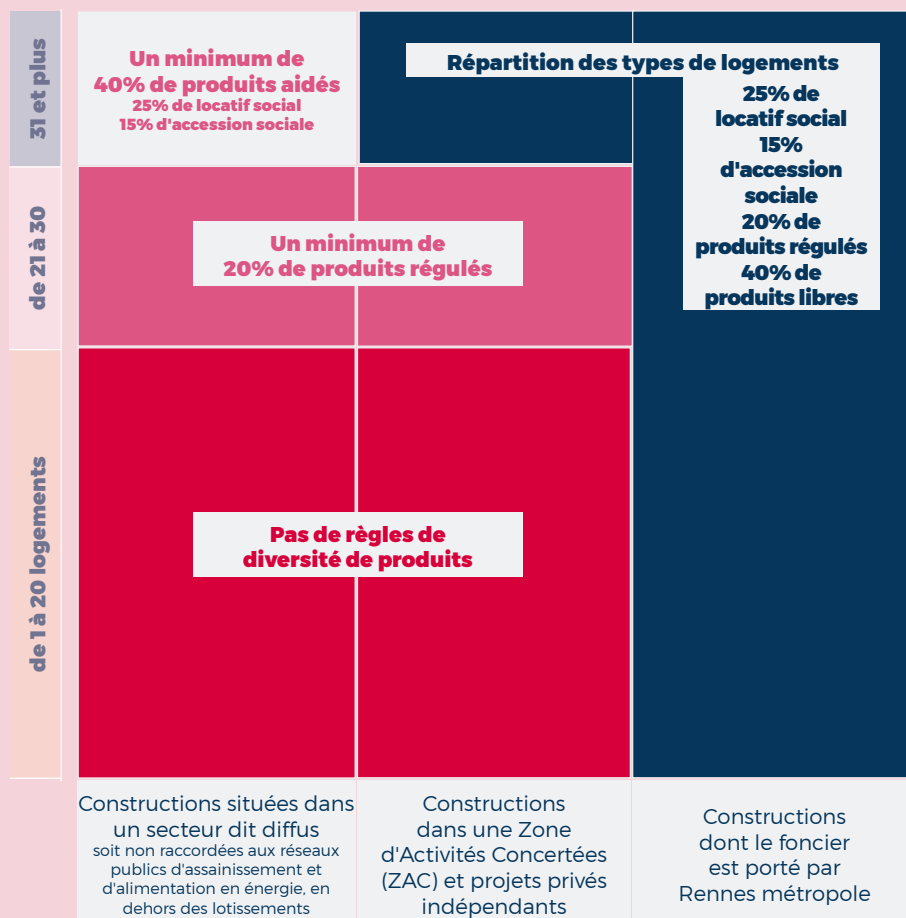 31 et plus
Un minimum de
40% de produits aidés
25% de locatif social
15% d'accession sociale
Répartition des types de logements
25% de
locatif social
15%
d'accession
sociale
20% de
produits régulés
40% de
produits libres
de 21 à 30
Un minimum de
20% de produits régulés
de 1 à 20 logements
Pas de règles de
diversité de produits
Constructions situées dans
un secteur dit diffus
soit non raccordées aux réseaux
publics d'assainissement et
d'alimentation en énergie, en
dehors des lotissements
Constructions
dans une Zone
d'Activités Concertées
(ZAC) et projets privés
indépendants
Constructions
dont le foncier
est porté par
Rennes métropole